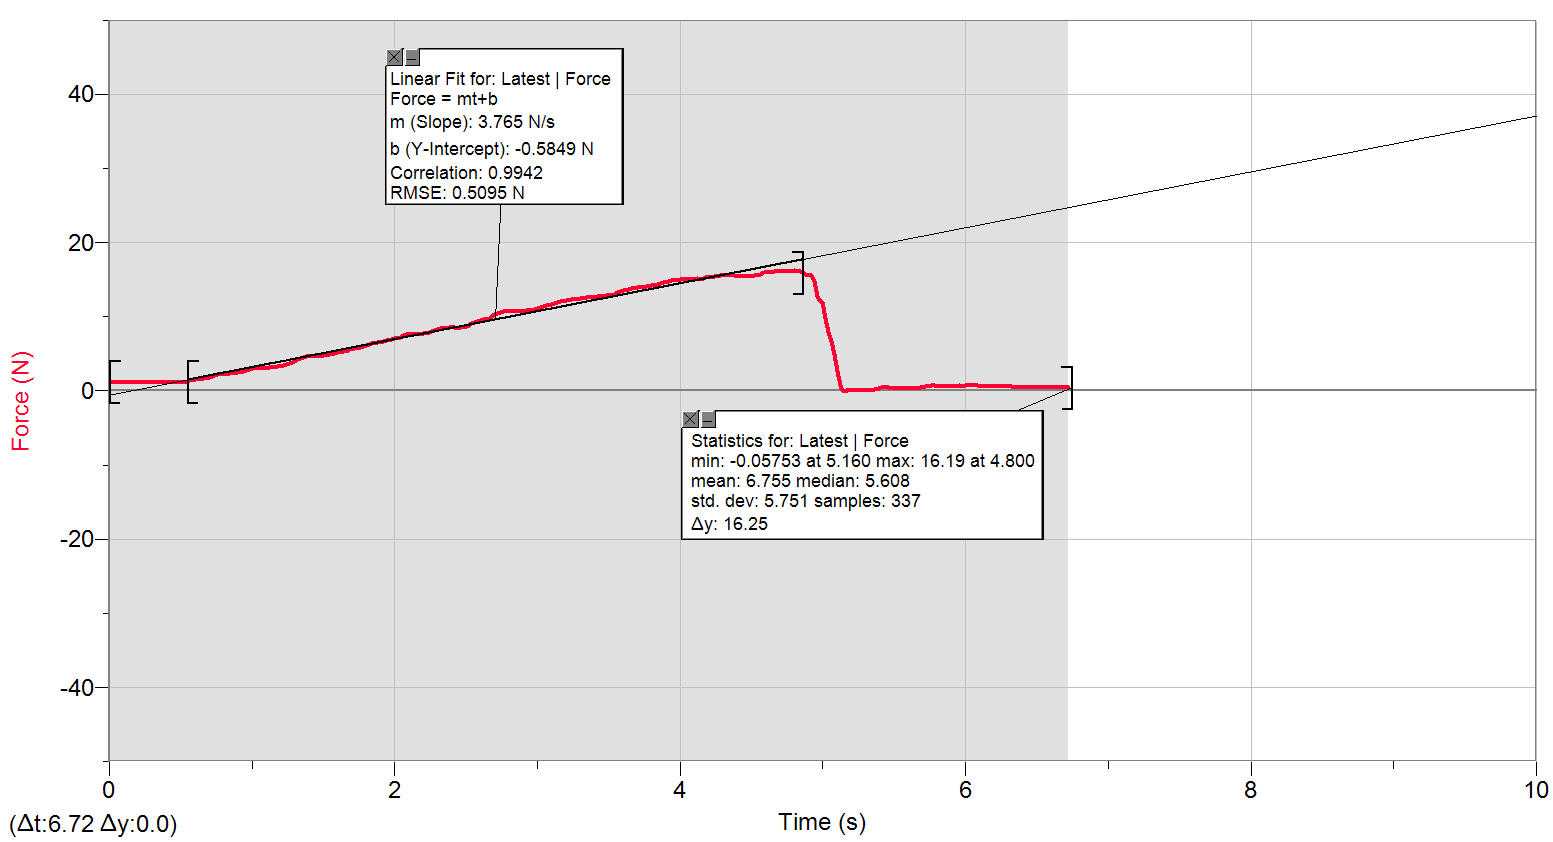 Linear Fit for: Latest | Force
Force = mt+b
m (Slope): 3.765 N/s
b (Y-Intercept): -0.5849 N
Correlation: 0.9942
RMSE: 0.5095 N
40
20
0
-20
-40
Force (N)
Statistics for: Latest | Force
min: -0.05753 at 5.160 max: 16.19 at 4.800
mean: 6.755 median: 5.608
std. dev: 5.751 samples: 337
Δy: 16.25
0 2 4 6 8 10
(Δt:6.72 Δy:0.0)
Time (s)